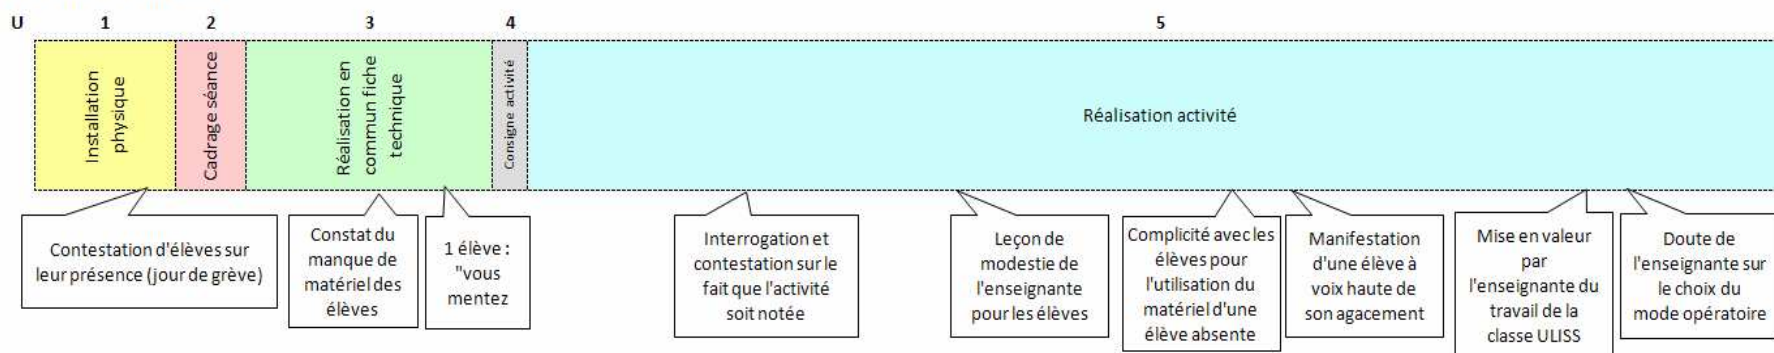 U 1 2 3 4 5
Installation
physique
Cadrage séance
Réalisation en
commun fiche
technique
Consigne activité
Réalisation activité
Contestation d'élèves sur
leur présence (jour de grève)
Constat du
manque de
matériel des
élèves
1 élève :
"vous
mentez
Interrogation et
contestation sur le
fait que l'activité
soit notée
Leçon de
modestie de
l'enseignante
pour les élèves
Complicité avec les
élèves pour
l'utilisation du
matériel d'une
élève absente
Manifestation
d'une élève à
voix haute de
son agacement
Mise en valeur
par
l'enseignante du
travail de la
classe ULISS
Doute de
l'enseignante sur
le choix du
mode opératoire